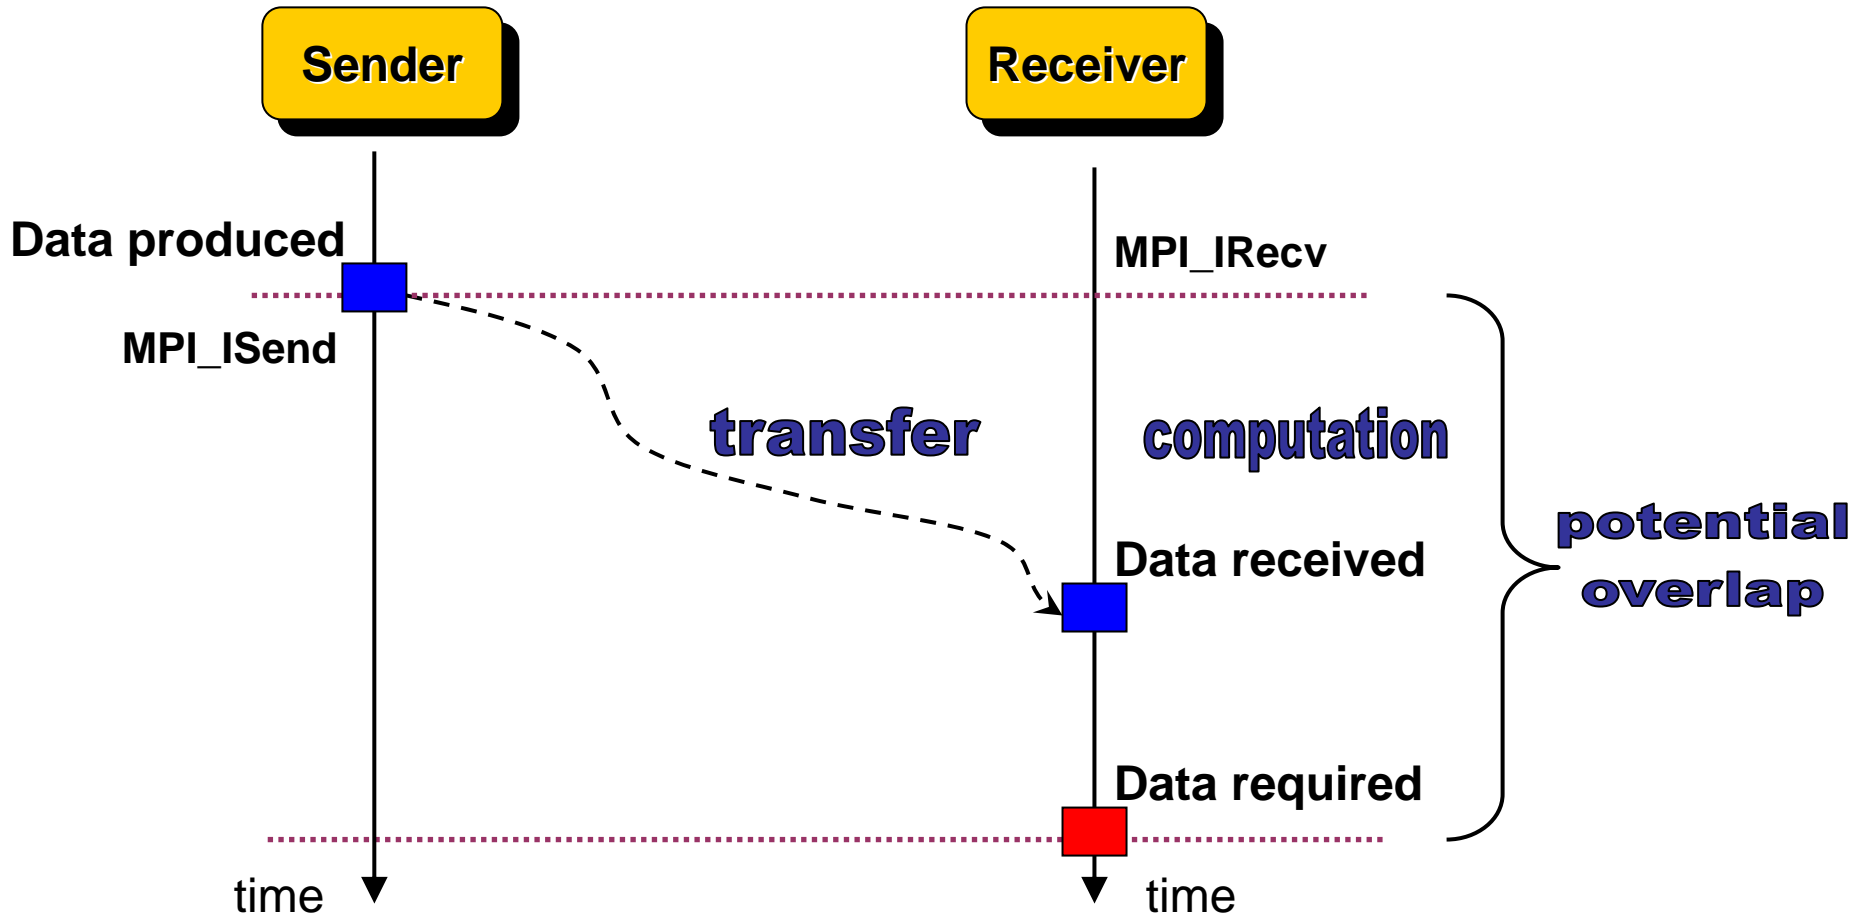 Sender
Receiver
Data produced
MPI_IRecv
MPI_ISend
transfer
computation
potential
overlap
Data received
Data required
time
time